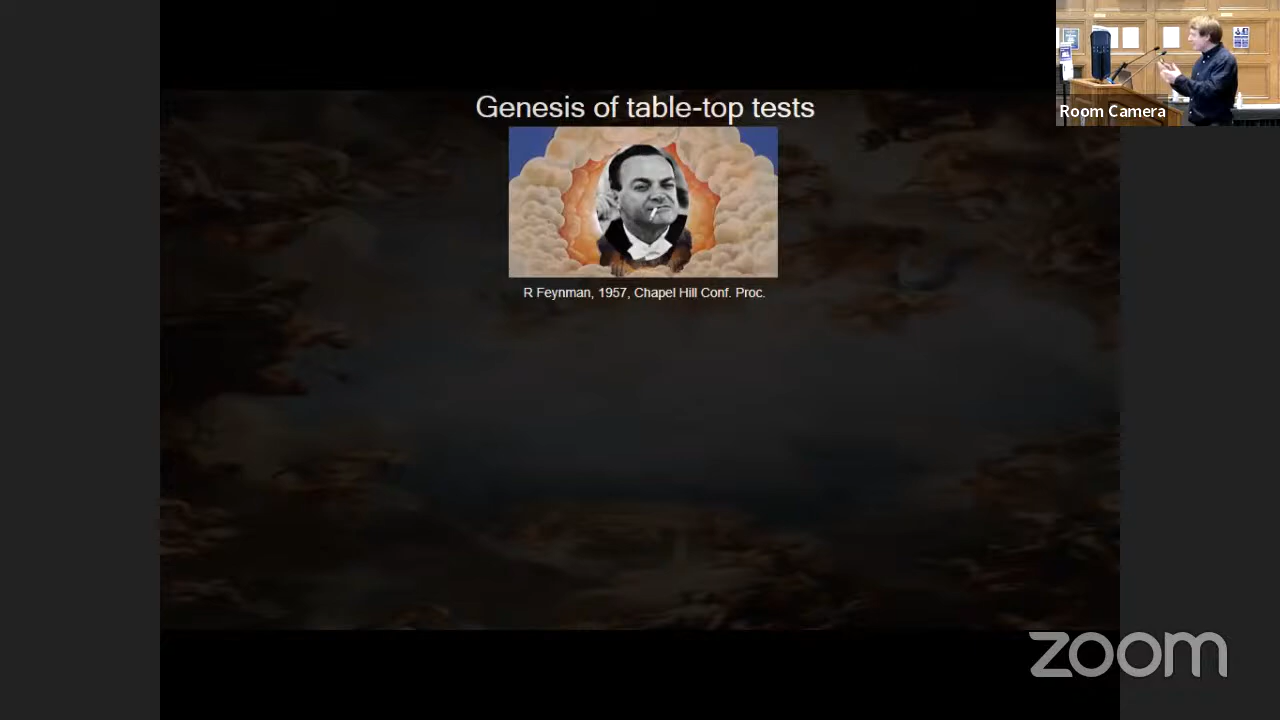 Genesis of table-top tests
R Feynman, 1957, Chapel Hill Conf. Proc.
Room Camera
zoom